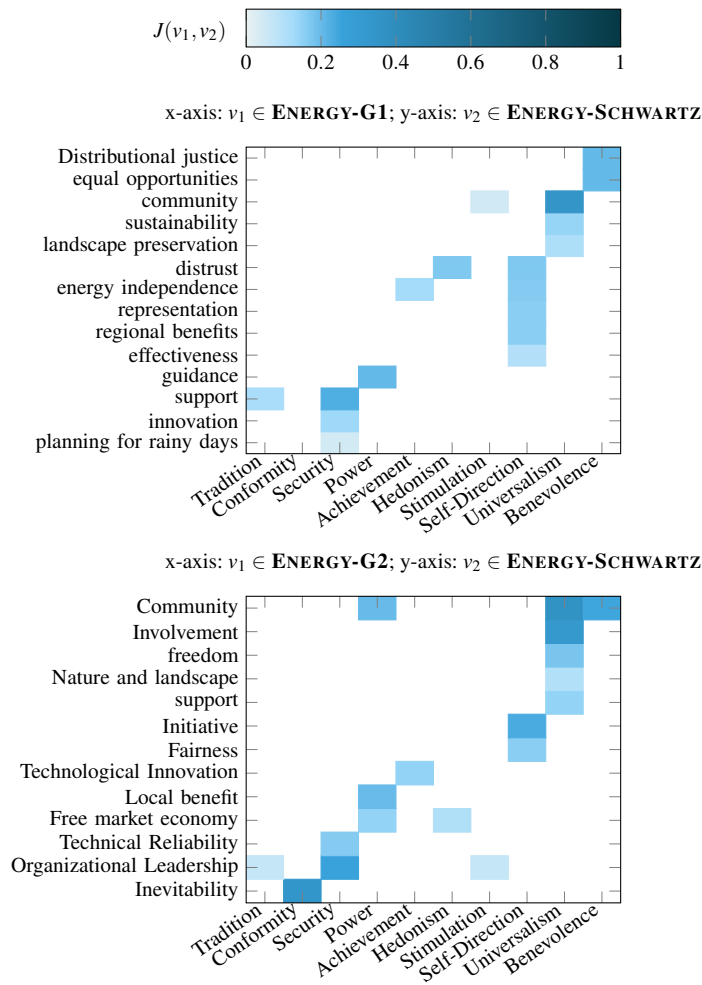 J(v1,v2)
0 0.2 0.4 0.6 0.8 1
x-axis: v1 ∈ ENERGY-G1; y-axis: v2 ∈ ENERGY-SCHWARTZ
Distributional justice
equal opportunities
community
sustainability
landscape preservation
distrust
energy independence
representation
regional benefits
effectiveness
guidance
support
innovation
planning for rainy days
Tradition
Conformity
Security
Power
Achievement
Hedonism
Stimulation
Self-Direction
Universalism
Benevolence
x-axis: v1 ∈ ENERGY-G2; y-axis: v2 ∈ ENERGY-SCHWARTZ
Community
Involvement
freedom
Nature and landscape
support
Initiative
Fairness
Technological Innovation
Local benefit
Free market economy
Technical Reliability
Organizational Leadership
Inevitability
Tradition
Conformity
Security
Power
Achievement
Hedonism
Stimulation
Self-Direction
Universalism
Benevolence